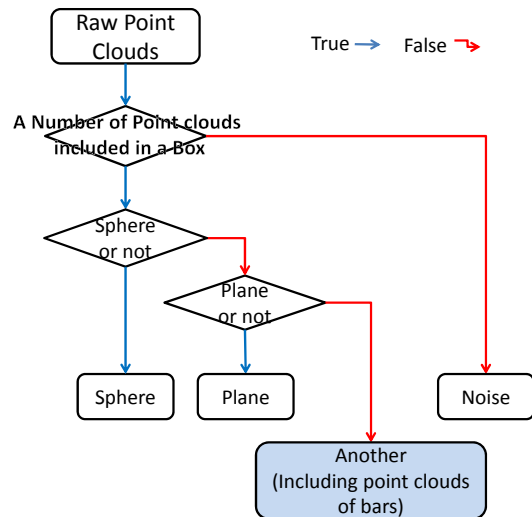 Raw Point
Clouds
True
False
A Number of Point clouds
included in a Box
Sphere
or not
Plane
or not
Sphere
Plane
Noise
Another
(Including point clouds
of bars)